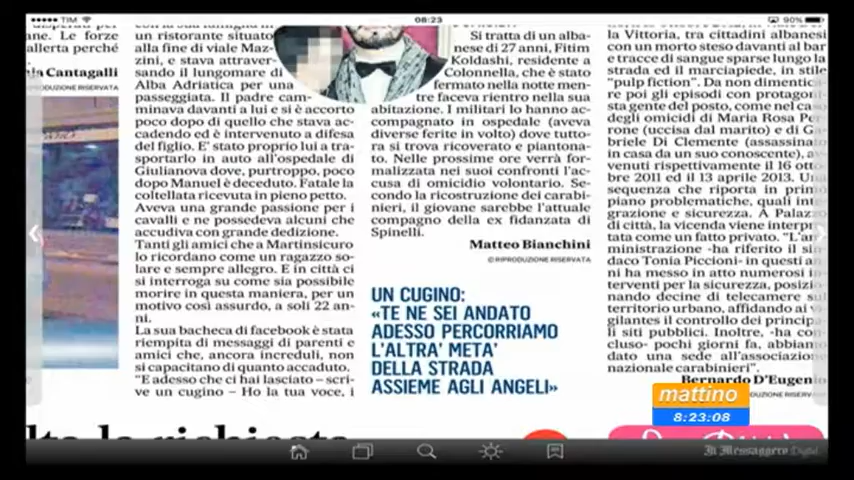 TIM
08:23
90%
ane. Le forze
allerta perché
Cantagalli
RIPRODUZIONE RISERVATA
un ristorante situato
alla fine di viale Maz-
zini, e stava attraver-
sando il lungomare di
Alba Adriatica per una
passeggiata. Il padre cam-
minava davanti a lui e si è accorto
poco dopo di quello che stava ac-
cadendo ed è intervenuto a difesa
del figlio. E' stato proprio lui a tra-
sportarlo in auto all'ospedale di
Giulianova dove, purtroppo, poco
dopo Manuel è deceduto. Fatale la
coltellata ricevuta in pieno petto.
Aveva una grande passione per i
cavalli e ne possedeva alcuni che
accudiva con grande dedizione.
Tanti gli amici che a Martinsicuro
lo ricordano come un ragazzo so-
lare e sempre allegro. E in città ci
si interroga su come sia possibile
morire in questa maniera, per un
motivo così assurdo, a soli 22 an-
ni.
La sua bacheca di facebook è stata
riempita di messaggi di parenti e
amici che, ancora increduli, non
si capacitano di quanto accaduto.
"E adesso che ci hai lasciato – scri-
ve un cugino – Ho la tua voce, i
Si tratta di un alba-
nese di 27 anni, Fitim
Koldashi, residente a
Colonnella, che è stato
fermato nella notte men-
tre faceva rientro nella sua
abitazione. I militari lo hanno ac-
compagnato in ospedale (aveva
diverse ferite in volto) dove tutto-
ra si trova ricoverato e piantona-
to. Nelle prossime ore verrà for-
malizzata nei suoi confronti l'ac-
cusa di omicidio volontario. Se-
condo la ricostruzione dei carabi-
nieri, il giovane sarebbe l'attuale
compagno della ex fidanzata di
Spinelli.
Matteo Bianchini
© RIPRODUZIONE RISERVATA
UN CUGINO:
«TE NE SEI ANDATO
ADESSO PERCORRIAMO
L'ALTRA' META'
DELLA STRADA
ASSIEME AGLI ANGELI»
la Vittoria, tra cittadini albanesi
con un morto steso davanti al bar
e tracce di sangue sparse lungo la
strada ed il marciapiede, in stile
"pulp fiction". Da non dimentica-
re poi gli episodi con protagoni-
sta gente del posto, come nel caso
degli omicidi di Maria Rosa Per-
rone (uccisa dal marito) e di Ga-
briele Di Clemente (assassinato
in casa da un suo conoscente), av-
venuti rispettivamente il 16 otto-
bre 2011 ed il 13 aprile 2013. Una
sequenza che riporta in primo
piano problematiche, quali inte-
grazione e sicurezza. A Palazzo
di città, la vicenda viene interpre-
tata come un fatto privato. "L'am-
ministrazione -ha riferito il sin-
daco Tonia Piccioni- in questi an-
ni ha messo in atto numerosi in-
terventi per la sicurezza, posizio-
nando decine di telecamere sul
territorio urbano, affidando ai vi-
gilantes il controllo dei principa-
li siti pubblici. Inoltre, -ha con-
cluso- pochi giorni fa, abbiamo
dato una sede all'associazione
nazionale carabinieri".
Bernardo D'Eugenio
mattino
8:23:08
Il Messaggero Digital